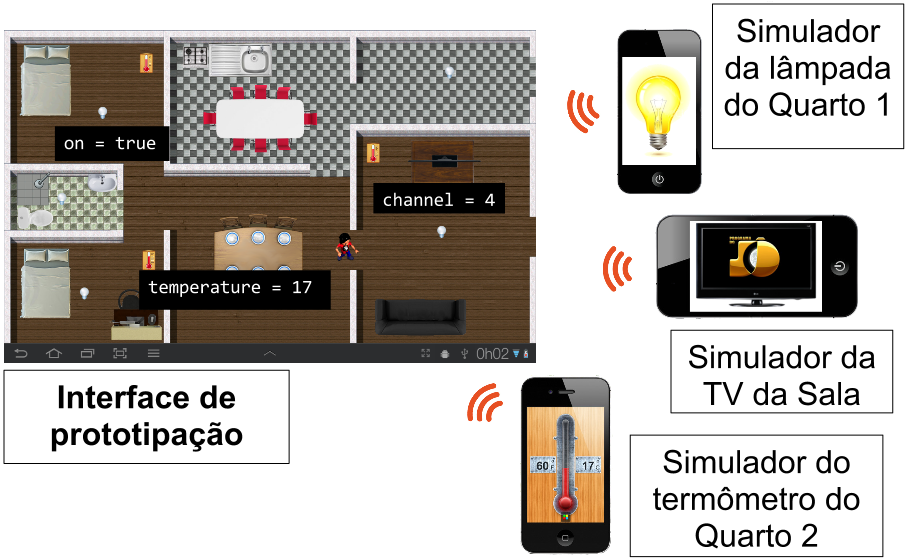 Simulador
da lâmpada
do Quarto 1
on = true
channel = 4
temperature = 17
0h02
Simulador da
TV da Sala
Interface de
prototipação
60 F
17 C
Simulador do
termômetro do
Quarto 2